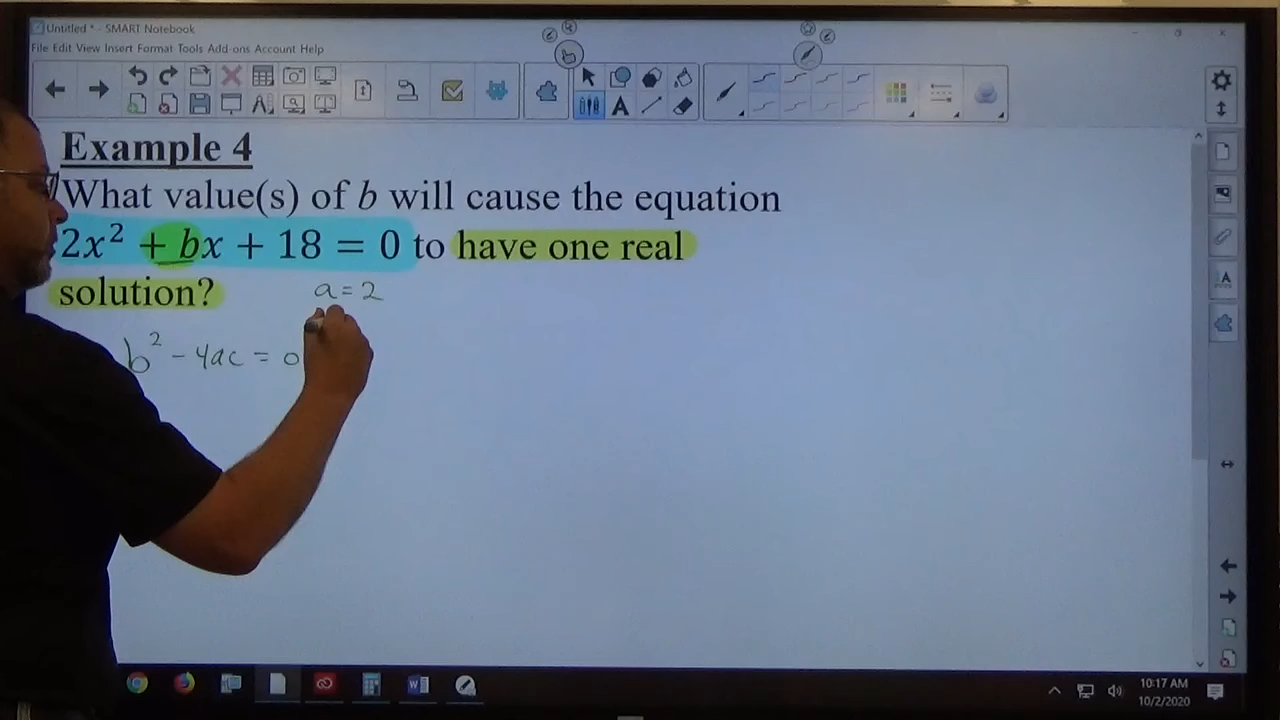 Untitled * - SMART Notebook
File Edit View Insert Format Tools Add-ons Account Help
Example 4
What value(s) of b will cause the equation
2x² + bx + 18 = 0 to have one real
solution?
a = 2
b² - 4ac = 0
10:17 AM
10/2/2020